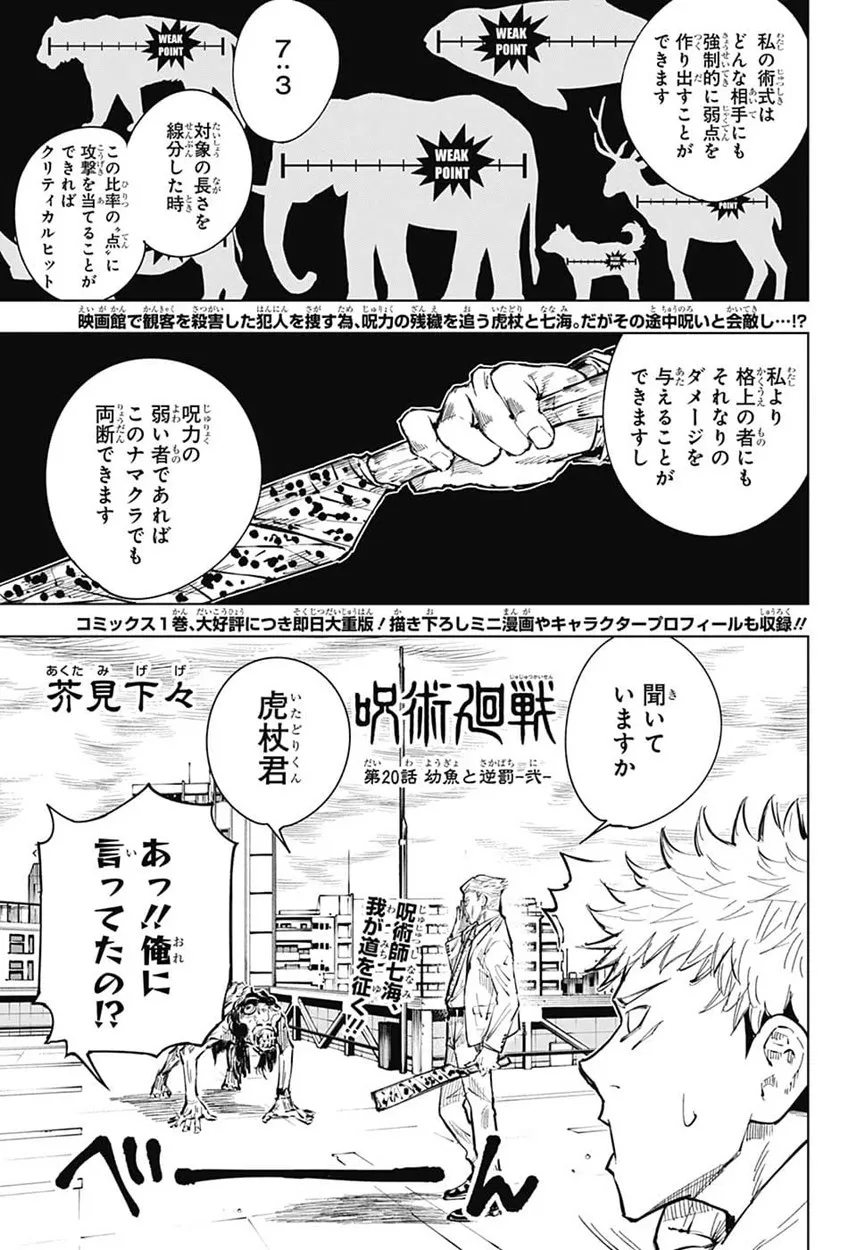 私の術式は
どんな相手にも
強制的に弱点を
作り出すことが
できます
7:3
対象の長さを
線分した時
この比率の〝点〟に
攻撃を当てることが
できれば
クリティカルヒット
WEAK
POINT
WEAK
POINT
WEAK
POINT
WEAK
POINT
映画館で観客を殺害した犯人を捜す為、呪力の残穢を追う虎杖と七海。だがその途中呪いと会敵し…!?
私より
格上の者にも
それなりの
ダメージを
与えることが
できますし
呪力の
弱い者であれば
このナマクラでも
両断できます
コミックス1巻、大好評につき即日大重版!描き下ろしミニ漫画やキャラクタープロフィールも収録!!
呪術廻戦
第20話 幼魚と逆罰-弐-
芥見下々
聞いて
いますか
虎杖君
あっ!!俺に
言ってたの!?
呪術師七海、
我が道を征く!!
べーん